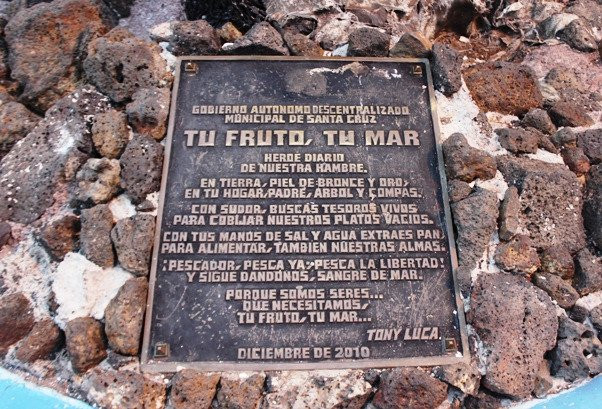 GOBIERNO AUTONOMO DESCENTRALIZADO
MUNICIPAL DE SANTA CRUZ
TU FRUTO, TU MAR
HEROE DIARIO
DE NUESTRA HAMBRE.
EN TIERRA, PIEL DE BRONCE Y ORO,
EN TU HOGAR, PADRE, ARBOL Y COMPAS.
CON SUDOR, BUSCAS TESOROS VIVOS
PARA COBLAR NUESTROS PLATOS VACIOS.
CON TUS MANOS DE SAL Y AGUA EXTRAES PAN
PARA ALIMENTAR, TAMBIEN NUESTRAS ALMAS.
¡PESCADOR, PESCA YA, PESCA LA LIBERTAD!
Y SIGUE DANDONOS, SANGRE DE MAR.
PORQUE SOMOS SERES...
QUE NECESITAMOS,
TU FRUTO, TU MAR...
TONY LUCA
DICIEMBRE DE 2010